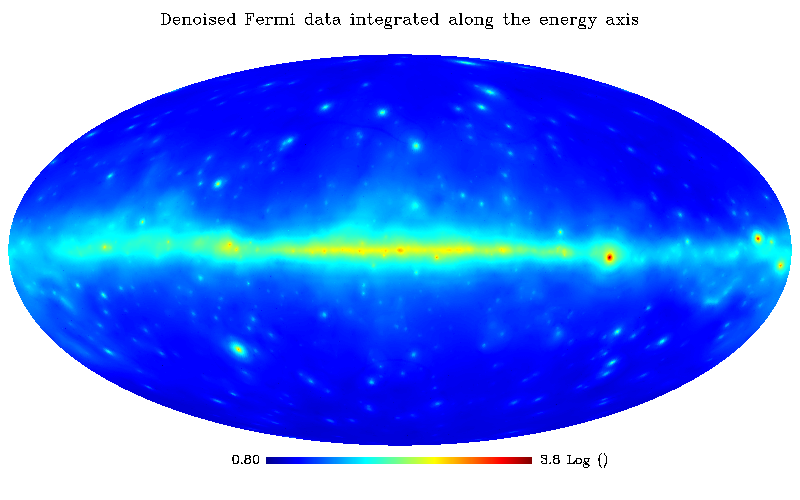 Denoised Fermi data integrated along the energy axis
0.80 3.8 Log ()